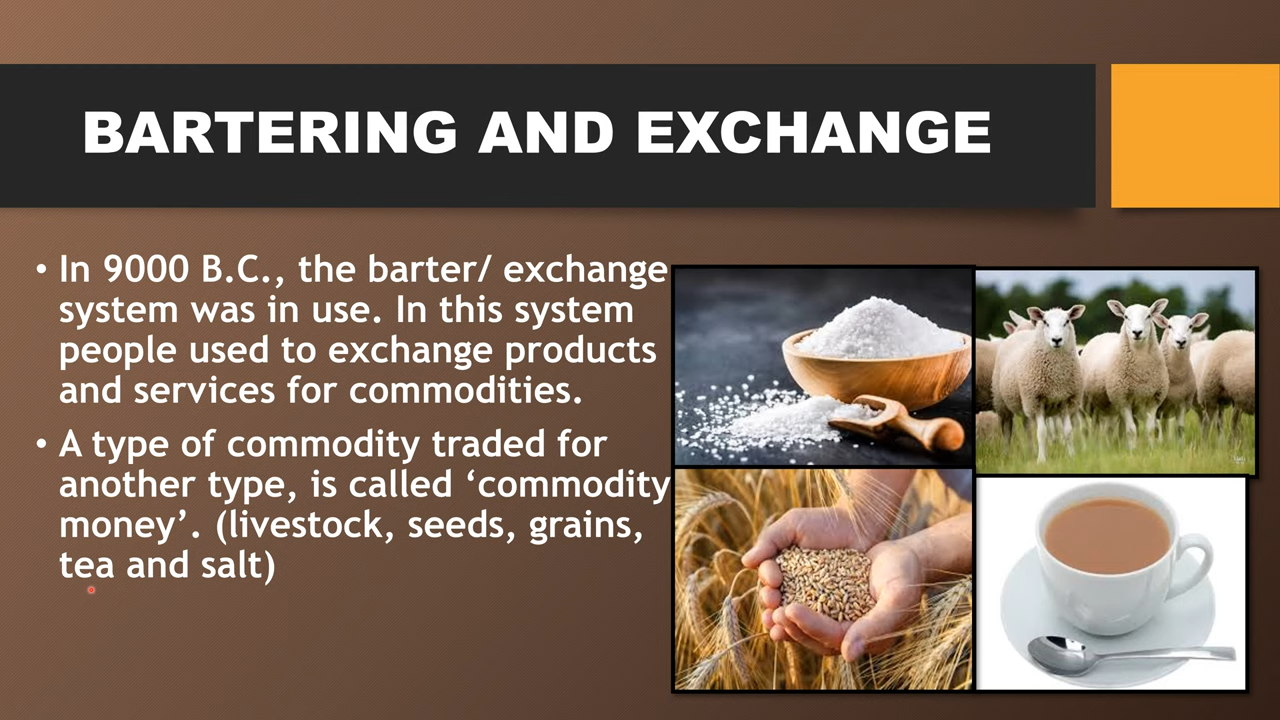 BARTERING AND EXCHANGE
• In 9000 B.C., the barter/ exchange
system was in use. In this system
people used to exchange products
and services for commodities.
• A type of commodity traded for
another type, is called ‘commodity
money’. (livestock, seeds, grains,
tea and salt)